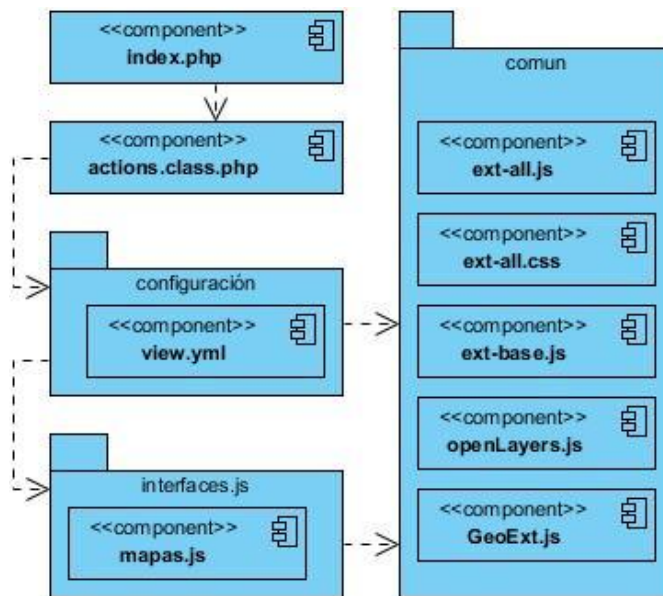 <<component>>
index.php
<<component>>
actions.class.php
configuración
<<component>>
view.yml
interfaces.js
<<component>>
mapas.js
comun
<<component>>
ext-all.js
<<component>>
ext-all.css
<<component>>
ext-base.js
<<component>>
openLayers.js
<<component>>
GeoExt.js